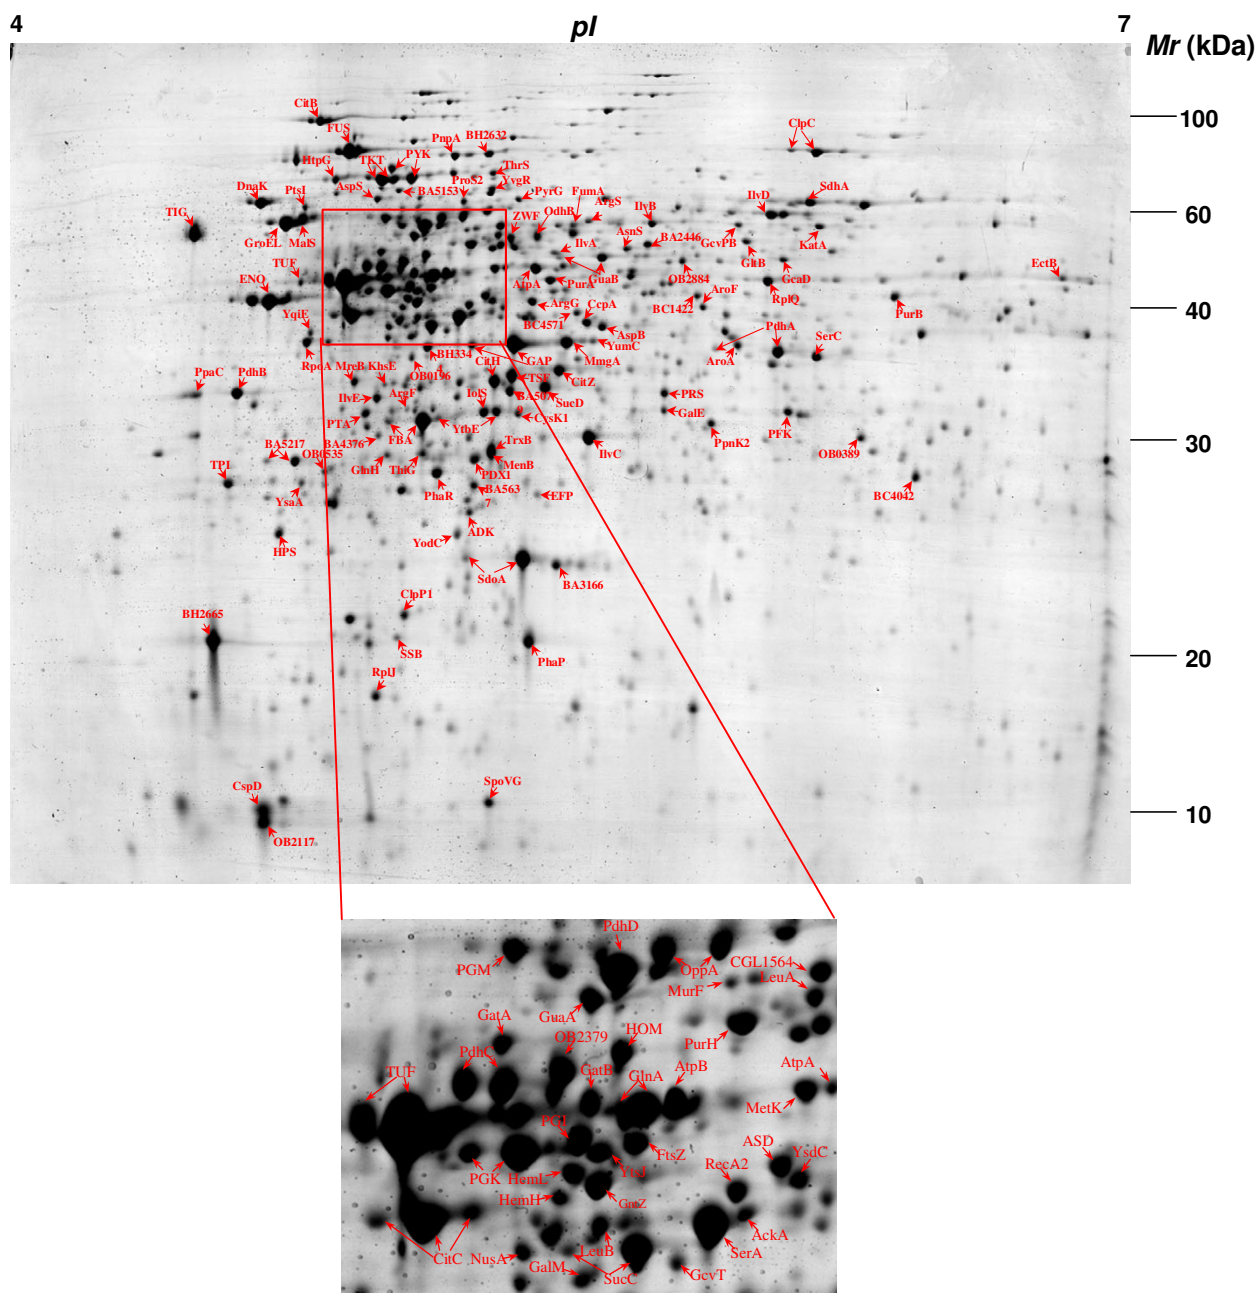 4
pI
7
Mr (kDa)
CitB
100
FUS
PnpA
BH2632
ClpC
HtpG
TKT
PYK
ThrS
AspS
BA5153
ProS2
YvgR
DnaK
PtsI
PyrG
FumA
ArgS
IlvD
SdhA
TIG
IlvB
60
GroEL
MalS
ZWF
OdhB
AsnS
BA2446
GcvPB
KatA
IlvA
GltB
TUF
GuaB
OB2884
GcaD
EctB
ENO
AtpA
PurA
AroF
RplQ
YqiE
ArgG
CcpA
BC1422
PurB
40
BC4571
AspB
PdhA
SerC
RpoA
MreB
KhsE
BH334
4
GAP
YumC
MmgA
AroA
OB0196
CitH
TSF
CitZ
PpaC
PdhB
ArgF
IolS
BA507
9
SucD
PRS
IlvE
CysK1
GalE
PTA
FBA
YtbE
PpnK2
PFK
BA4376
TrxB
30
BA5217
OB0535
GlnH
ThiG
MenB
IlvC
OB0389
TPI
PDX1
YsaA
PhaR
BA563
7
EFP
BC4042
ADK
HPS
YodC
SdoA
BA3166
ClpP1
BH2665
SSB
PhaP
20
RplJ
CspD
SpoVG
10
OB2117
PdhD
PGM
OppA
CGL1564
LeuA
MurF
GuaA
GatA
OB2379
HOM
PurH
PdhC
TUF
GatB
GlnA
AtpB
AtpA
MetK
PGI
ASD
FtsZ
YsdC
PGK
HemL
YtsJ
RecA2
HemH
GmZ
AckA
CitC
NusA
LeuB
SerA
GalM
SucC
GcvT